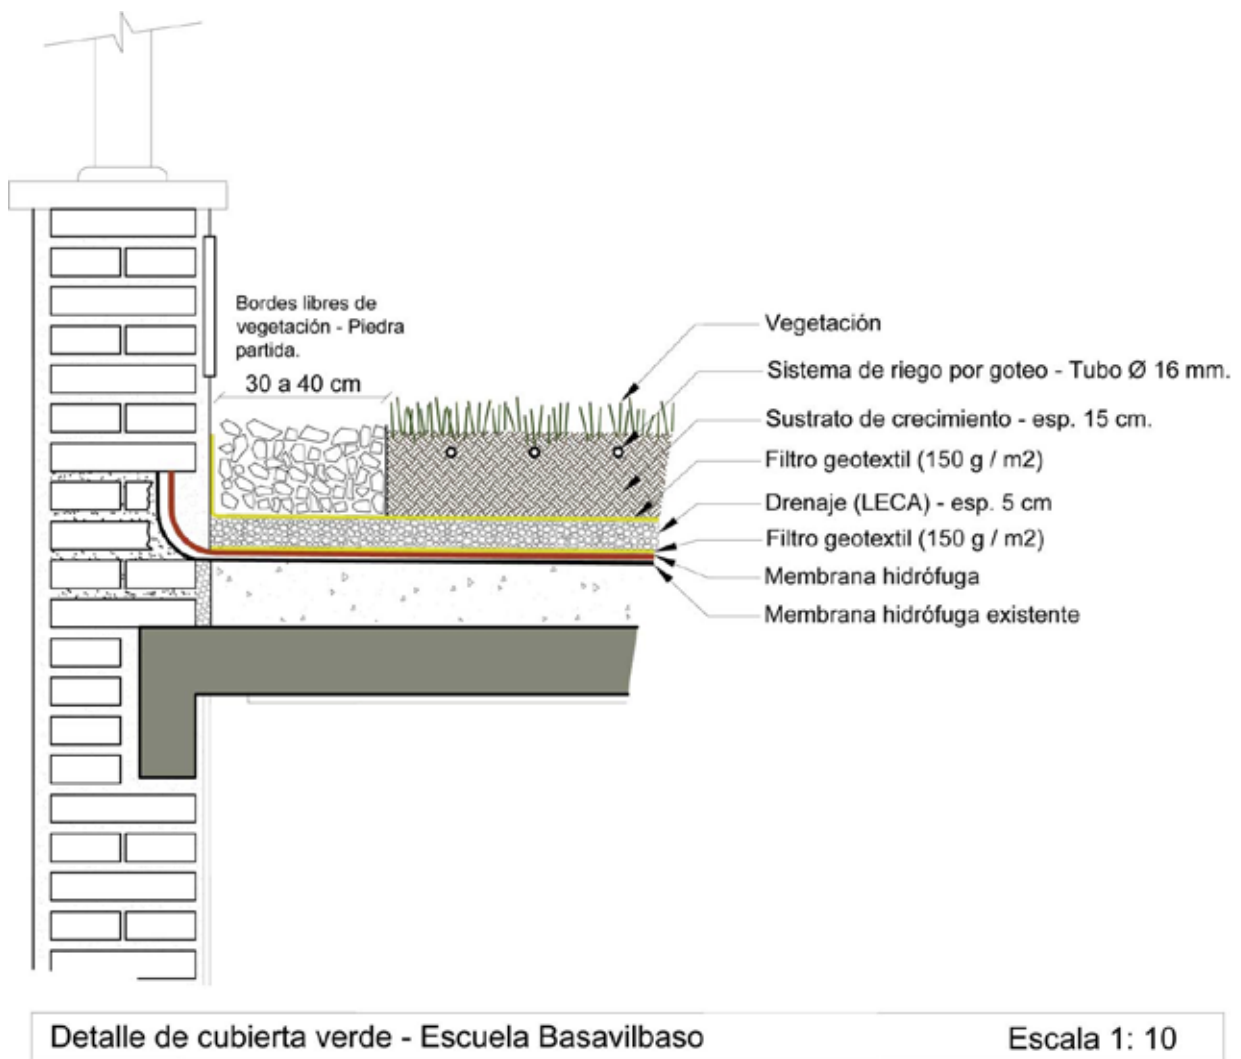 Bordes libres de
vegetación - Piedra
partida.
30 a 40 cm
Vegetación
Sistema de riego por goteo - Tubo Ø 16 mm.
Sustrato de crecimiento - esp. 15 cm.
Filtro geotextil (150 g / m2)
Drenaje (LECA) - esp. 5 cm
Filtro geotextil (150 g / m2)
Membrana hidrófuga
Membrana hidrófuga existente
Detalle de cubierta verde - Escuela Basavilbaso
Escala 1: 10